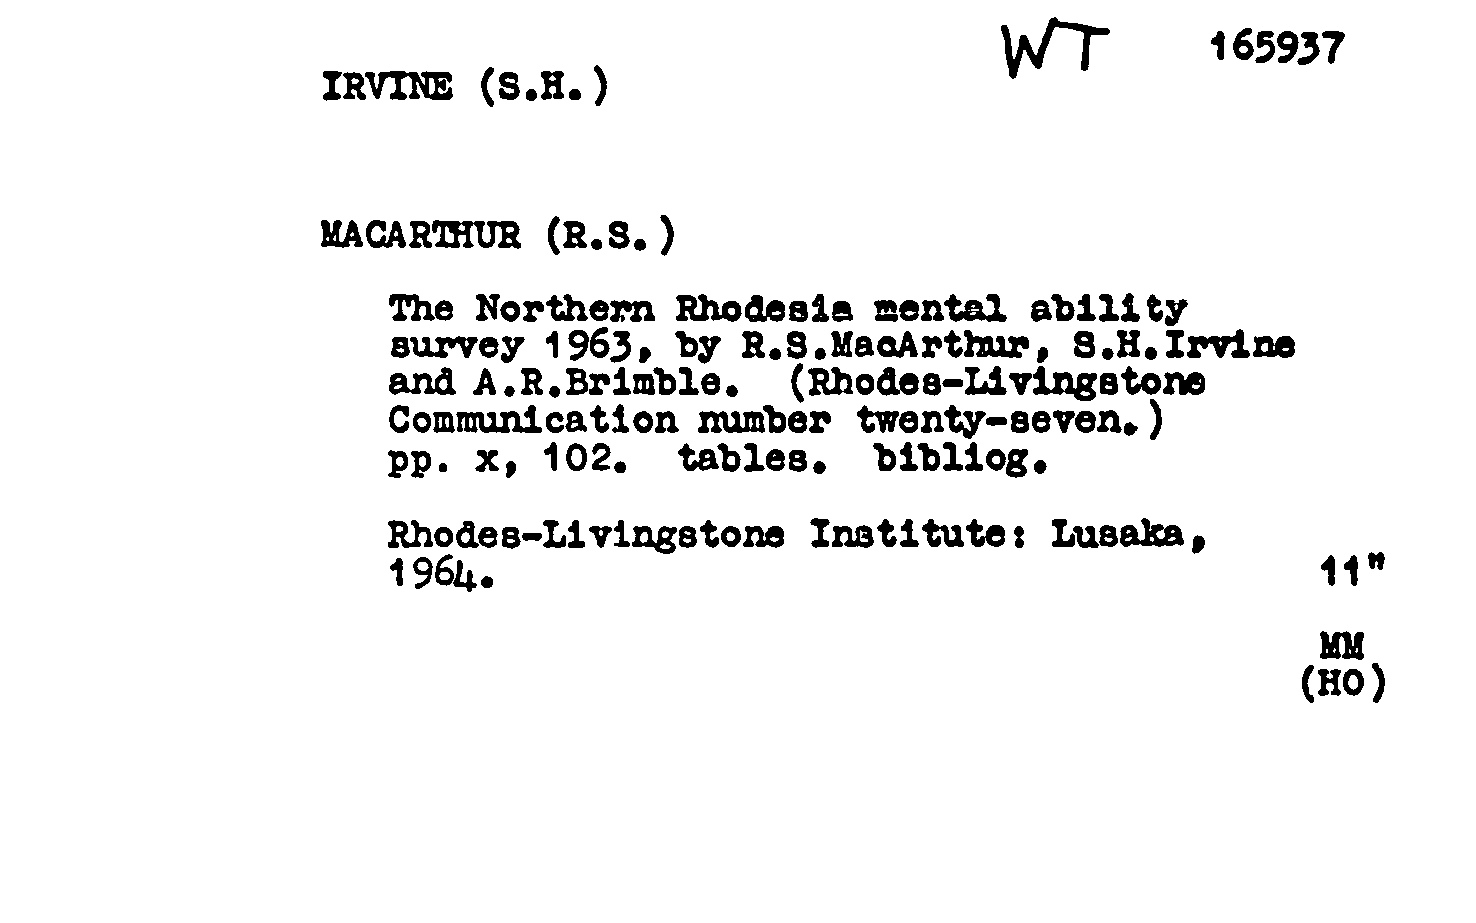 WT 165937
IRVINE (S.H.)
MACARTHUR (R.S.)
The Northern Rhodesia mental ability
survey 1963, by R.S.MacArthur, S.H.Irvine
and A.R.Brimble. (Rhodes-Livingstone
Communication number twenty-seven.)
pp. x, 102. tables. bibliog.
Rhodes-Livingstone Institute: Lusaka,
1964. 11"
MM
(HO)